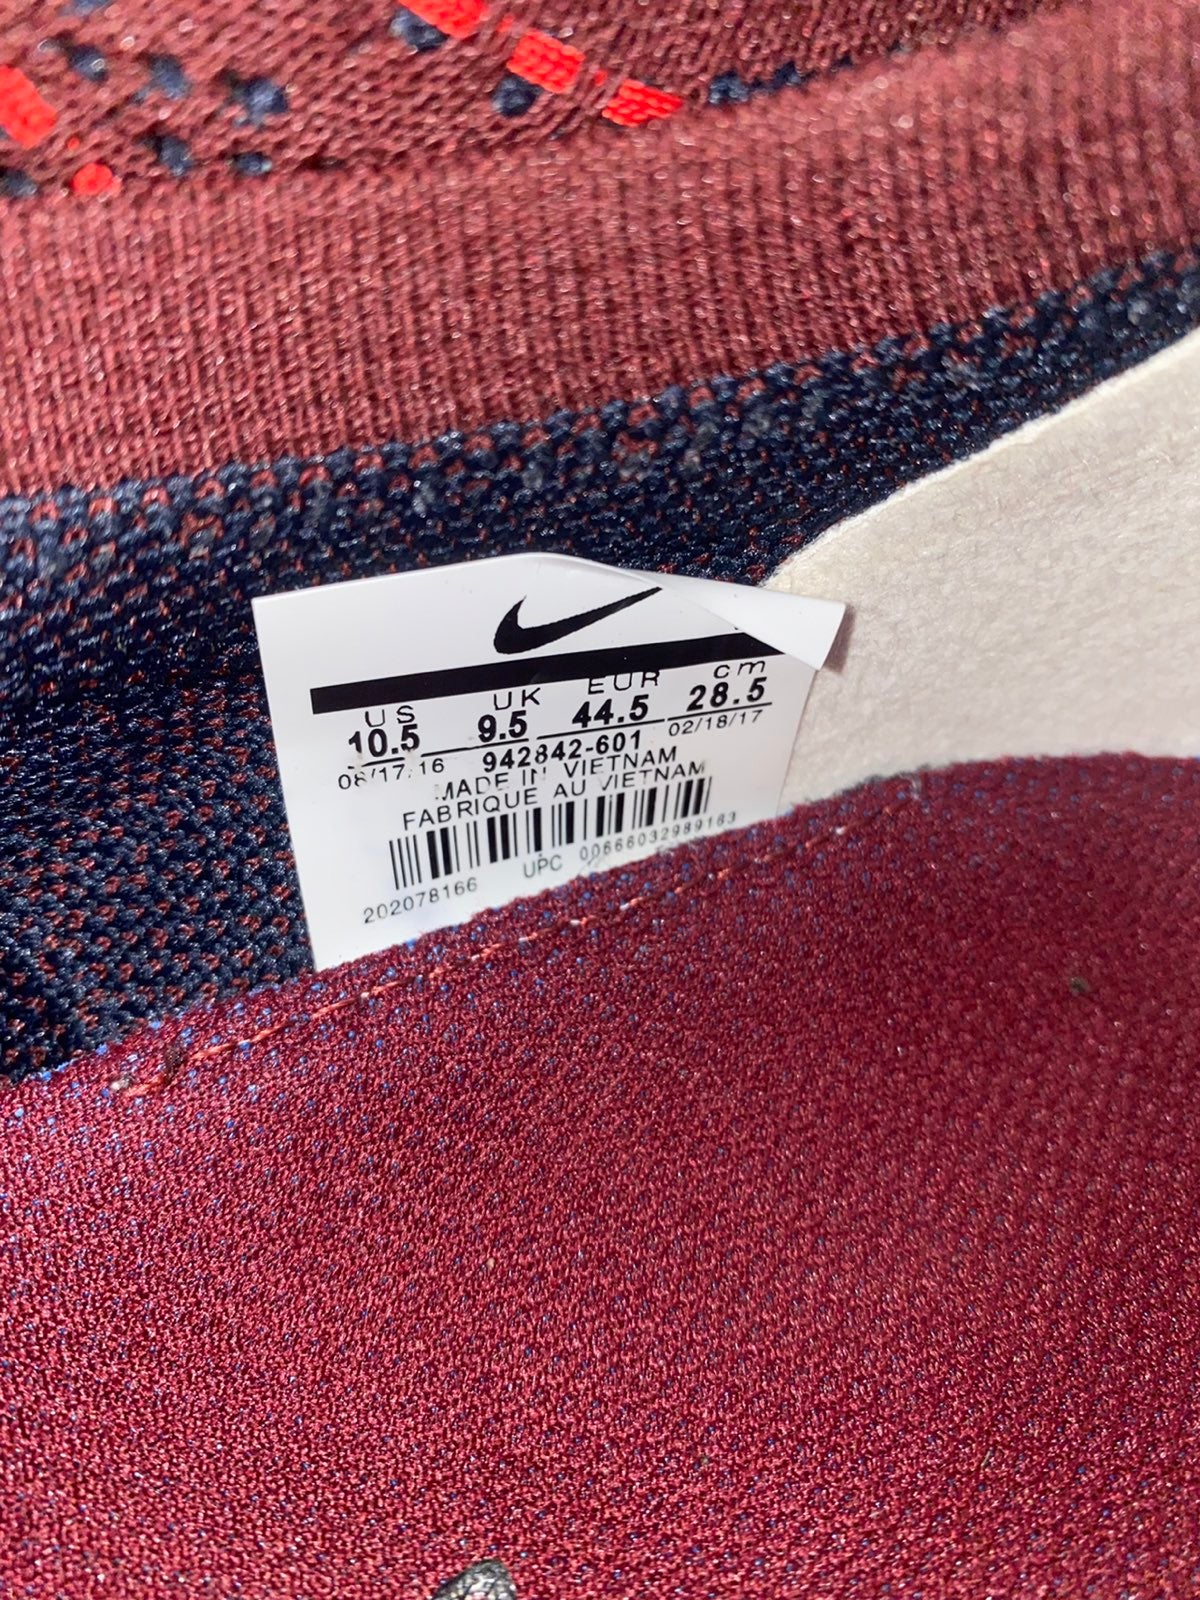 US UK EUR cm
10.5 9.5 44.5 28.5
08/17/16 942842-601 02/18/17
MADE IN VIETNAM
FABRIQUE AU VIETNAM
202078166 UPC 00666032989163